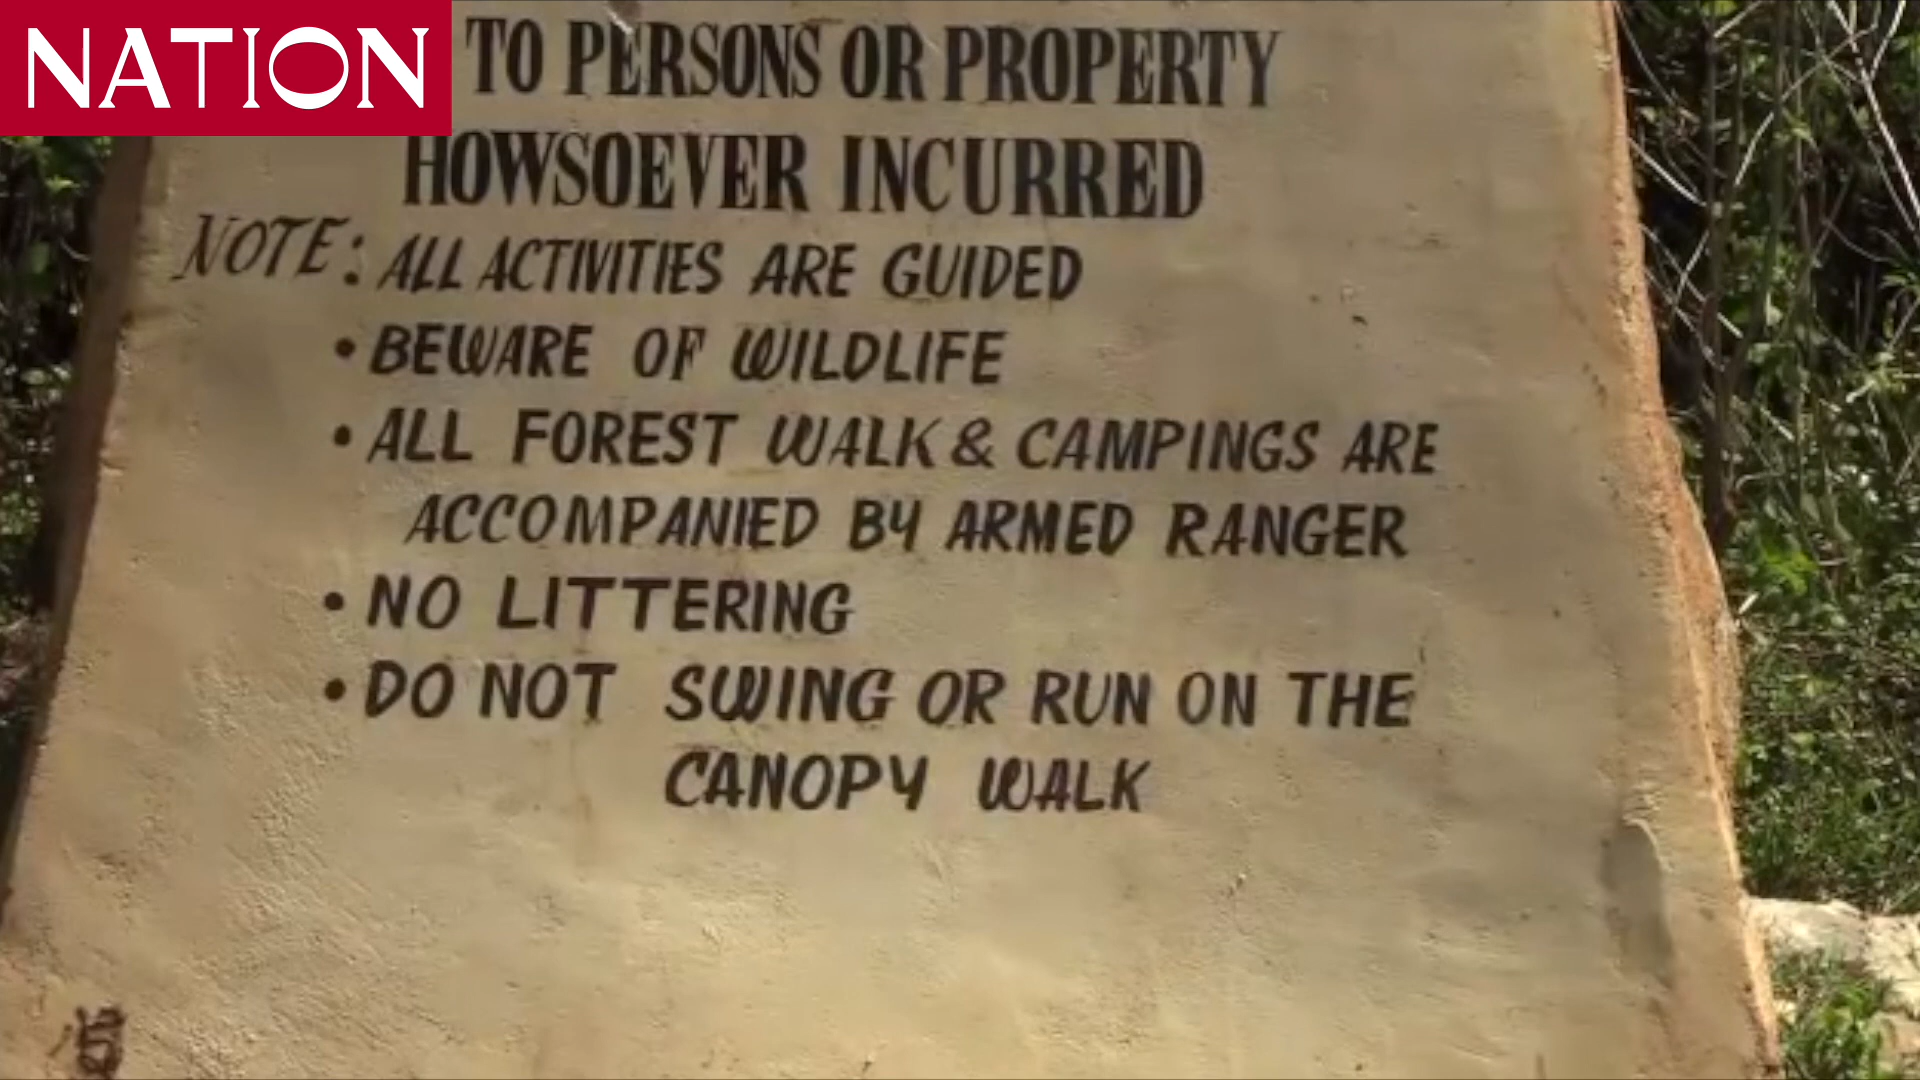 NATION
TO PERSONS OR PROPERTY
HOWSOEVER INCURRED
NOTE: ALL ACTIVITIES ARE GUIDED
• BEWARE OF WILDLIFE
• ALL FOREST WALK & CAMPINGS ARE
ACCOMPANIED BY ARMED RANGER
• NO LITTERING
• DO NOT SWING OR RUN ON THE
CANOPY WALK